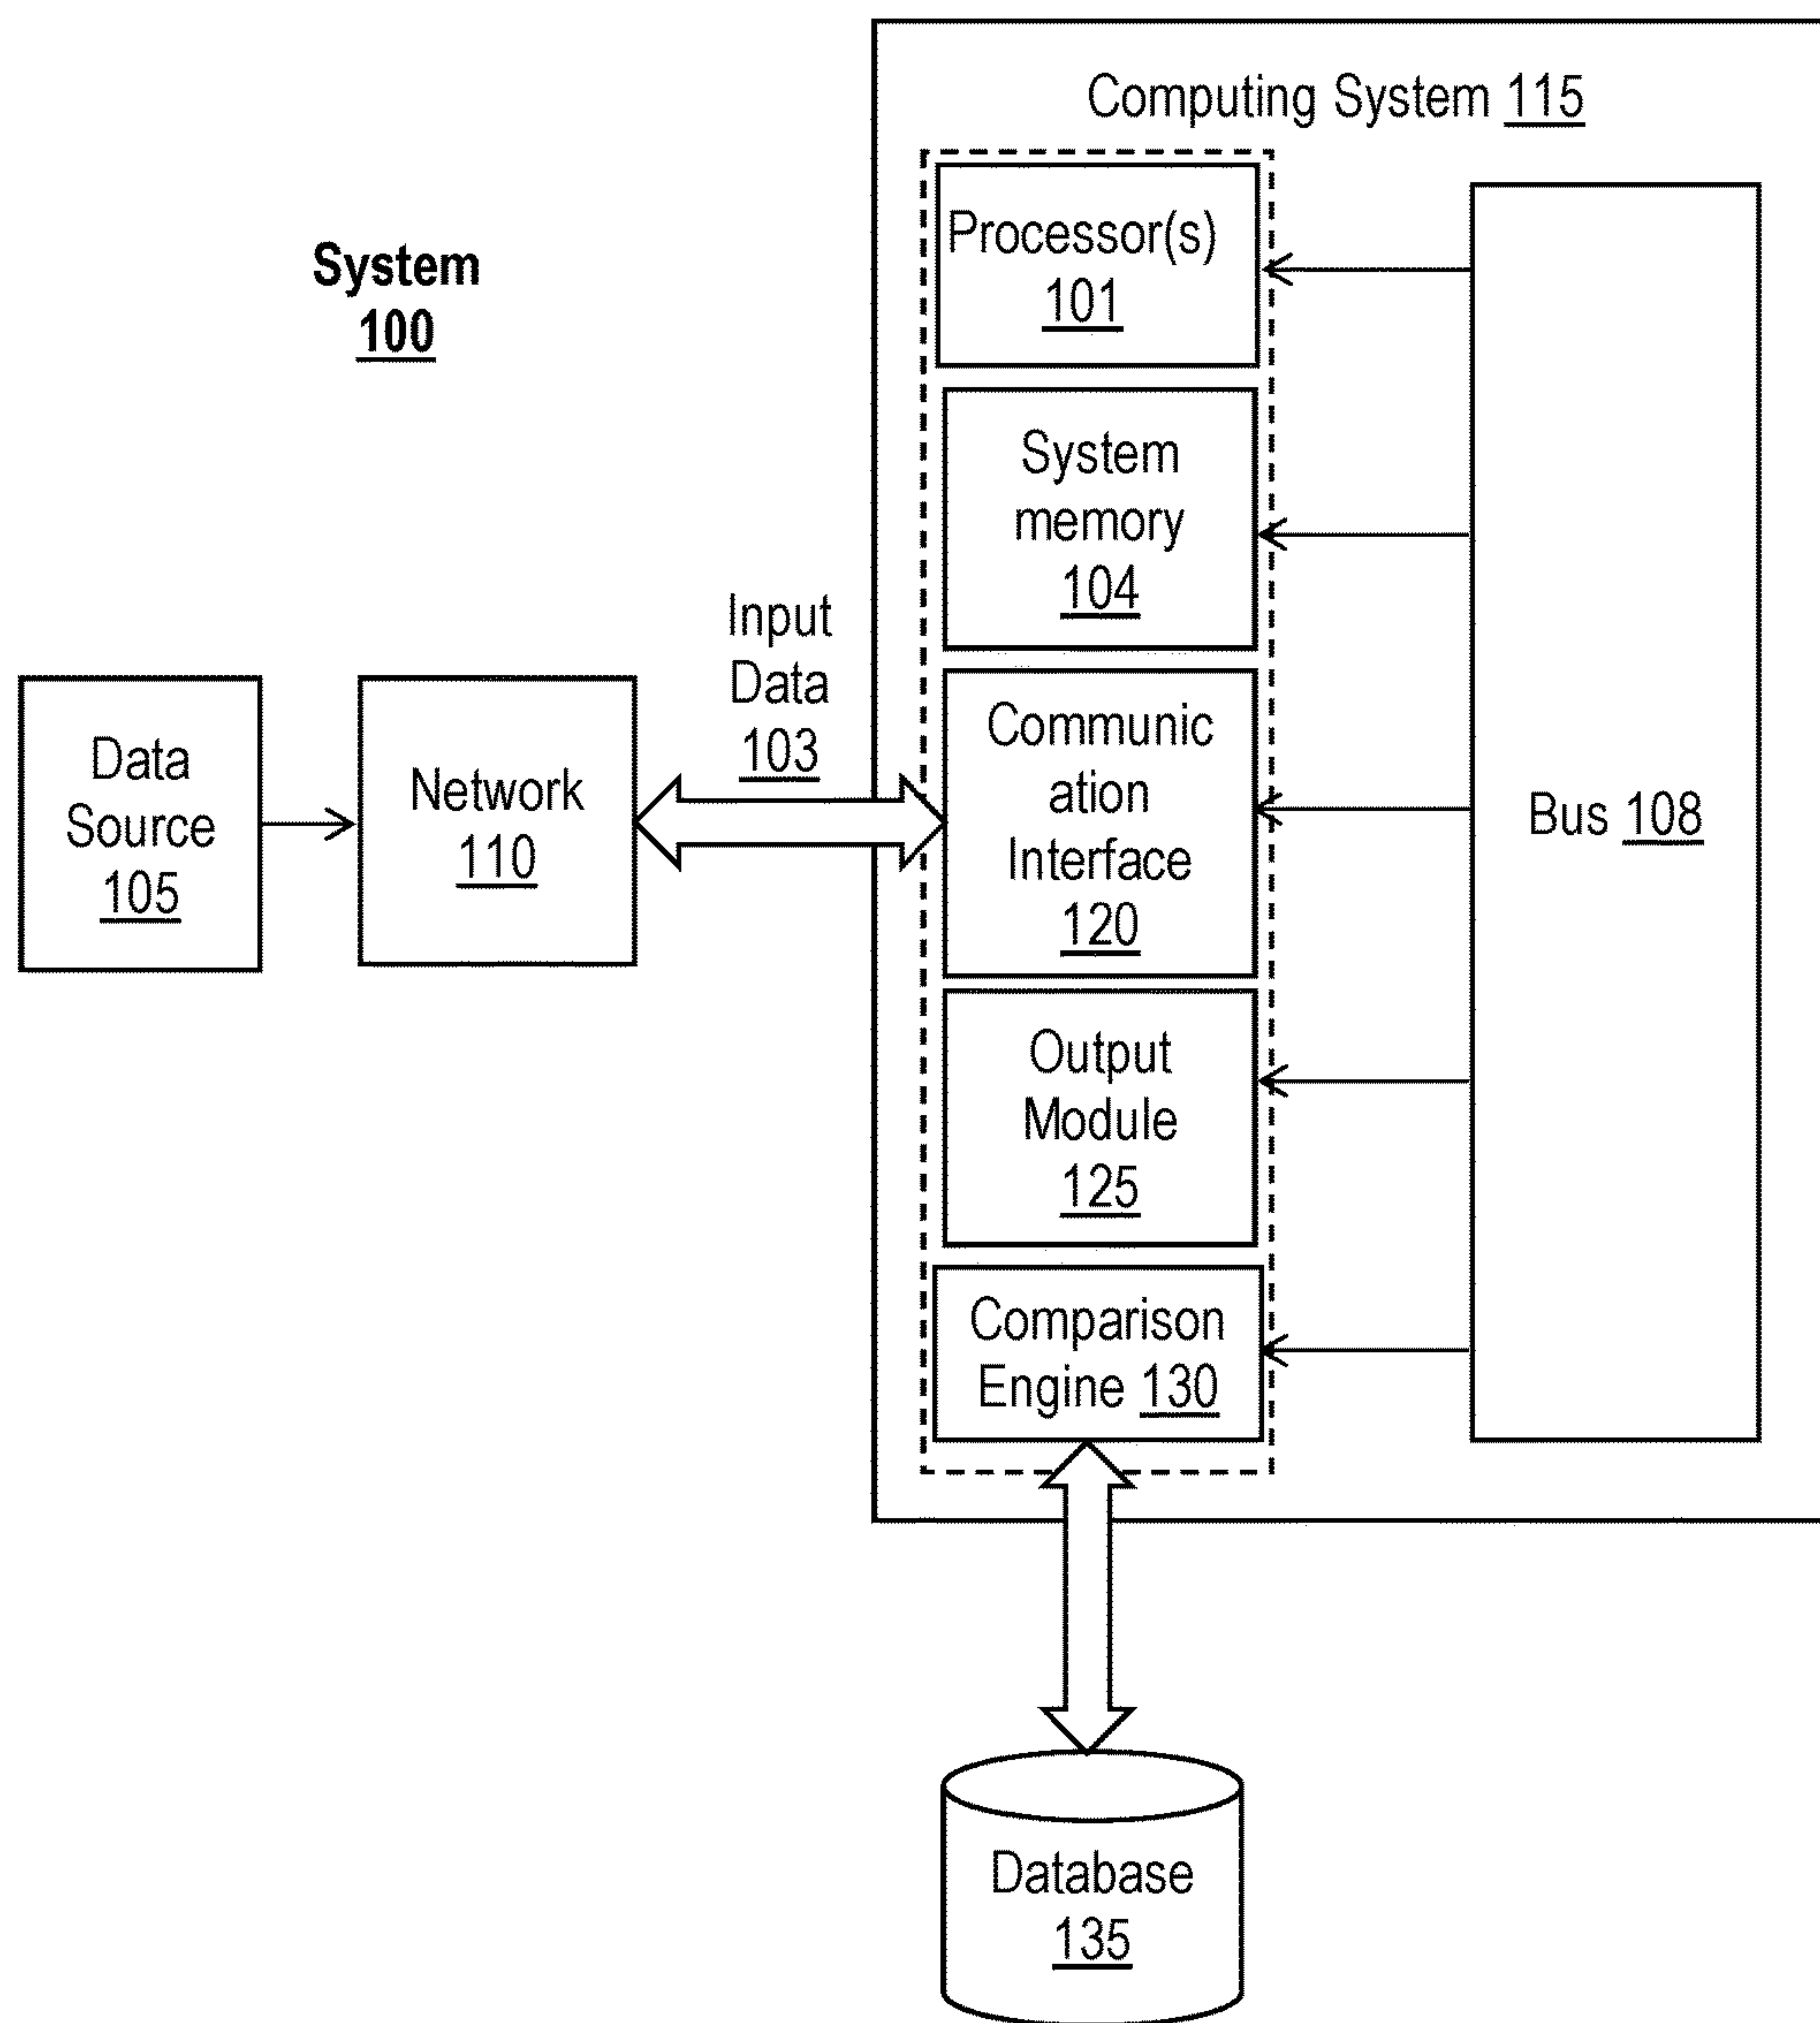 Computing System 115
System
100
Processor(s)
101
System
memory
104
Input
Data
103
Data
Source
105
Network
110
Communic
ation
Interface
120
Bus 108
Output
Module
125
Comparison
Engine 130
Database
135